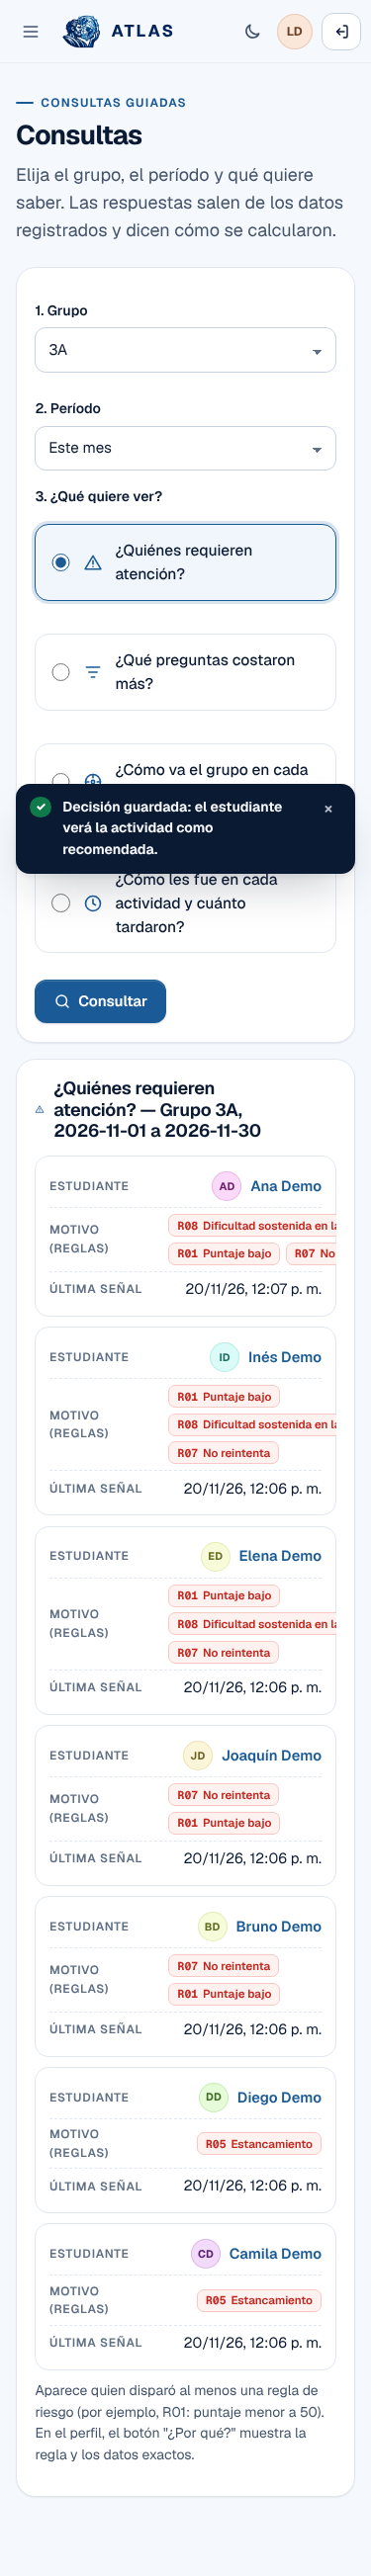 ATLAS
LD
CONSULTAS GUIADAS
Consultas
Elija el grupo, el período y qué quiere
saber. Las respuestas salen de los datos
registrados y dicen cómo se calcularon.
1. Grupo
3A
2. Período
Este mes
3. ¿Qué quiere ver?
¿Quiénes requieren
atención?
¿Qué preguntas costaron
más?
¿Cómo va el grupo en cada
Decisión guardada: el estudiante
verá la actividad como
recomendada.
×
¿Cómo les fue en cada
actividad y cuánto
tardaron?
Consultar
¿Quiénes requieren
atención? — Grupo 3A,
2026-11-01 a 2026-11-30
ESTUDIANTE AD Ana Demo
MOTIVO (REGLAS)
R08 Dificultad sostenida en la
R01 Puntaje bajo R07 No
ÚLTIMA SEÑAL 20/11/26, 12:07 p. m.
ESTUDIANTE ID Inés Demo
MOTIVO (REGLAS)
R01 Puntaje bajo
R08 Dificultad sostenida en la
R07 No reintenta
ÚLTIMA SEÑAL 20/11/26, 12:06 p. m.
ESTUDIANTE ED Elena Demo
MOTIVO (REGLAS)
R01 Puntaje bajo
R08 Dificultad sostenida en la
R07 No reintenta
ÚLTIMA SEÑAL 20/11/26, 12:06 p. m.
ESTUDIANTE JD Joaquín Demo
MOTIVO (REGLAS)
R07 No reintenta
R01 Puntaje bajo
ÚLTIMA SEÑAL 20/11/26, 12:06 p. m.
ESTUDIANTE BD Bruno Demo
MOTIVO (REGLAS)
R07 No reintenta
R01 Puntaje bajo
ÚLTIMA SEÑAL 20/11/26, 12:06 p. m.
ESTUDIANTE DD Diego Demo
MOTIVO (REGLAS)
R05 Estancamiento
ÚLTIMA SEÑAL 20/11/26, 12:06 p. m.
ESTUDIANTE CD Camila Demo
MOTIVO (REGLAS)
R05 Estancamiento
ÚLTIMA SEÑAL 20/11/26, 12:06 p. m.
Aparece quien disparó al menos una regla de
riesgo (por ejemplo, R01: puntaje menor a 50).
En el perfil, el botón "¿Por qué?" muestra la
regla y los datos exactos.